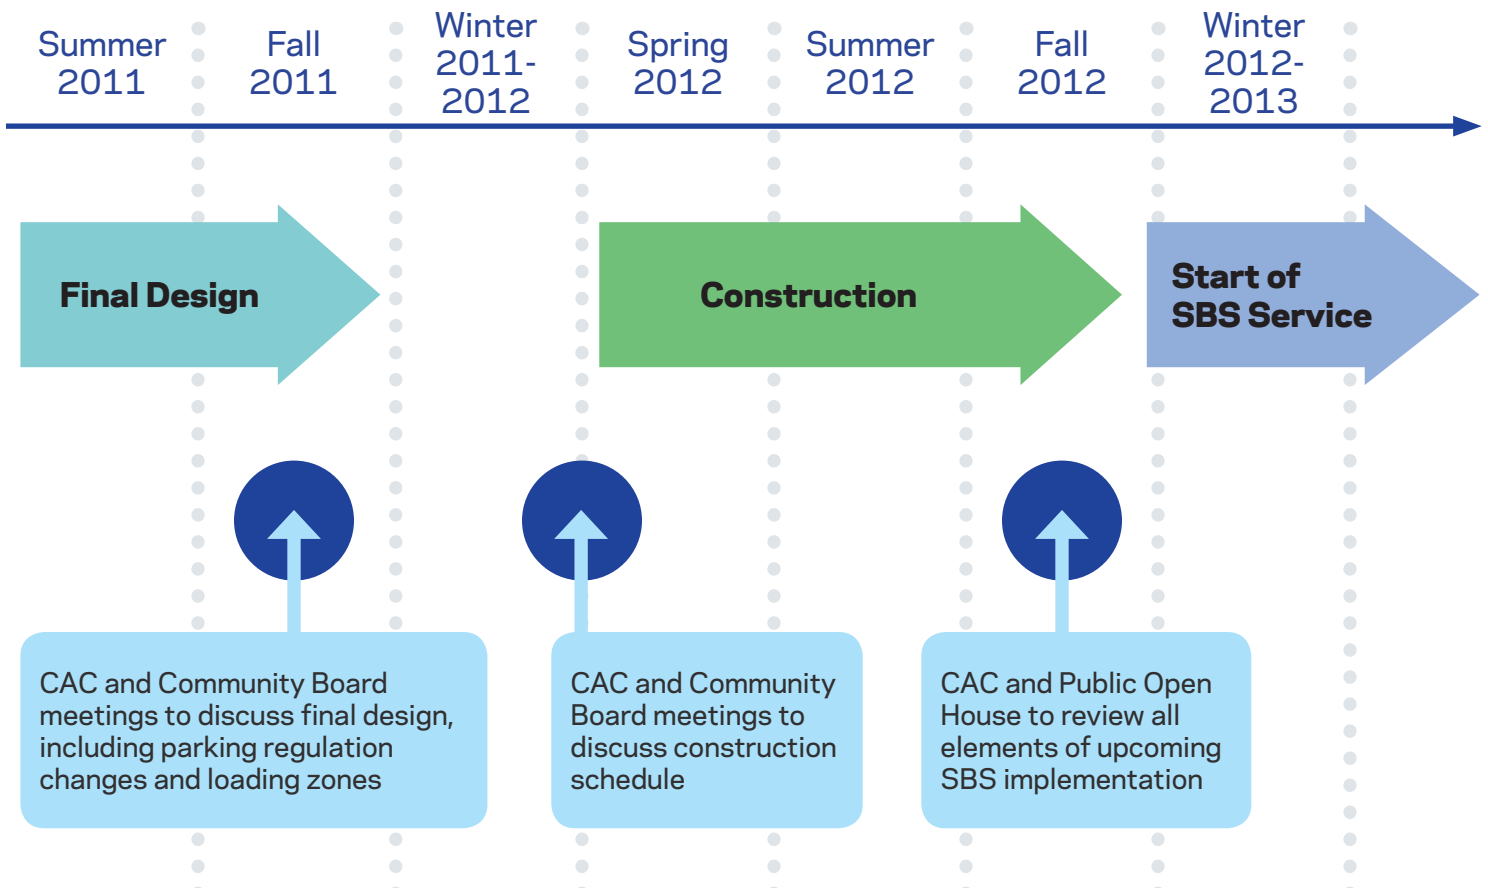 Summer
2011
Fall
2011
Winter
2011-
2012
Spring
2012
Summer
2012
Fall
2012
Winter
2012-
2013
Final Design
Construction
Start of
SBS Service
CAC and Community Board
meetings to discuss final design,
including parking regulation
changes and loading zones
CAC and Community
Board meetings to
discuss construction
schedule
CAC and Public Open
House to review all
elements of upcoming
SBS implementation